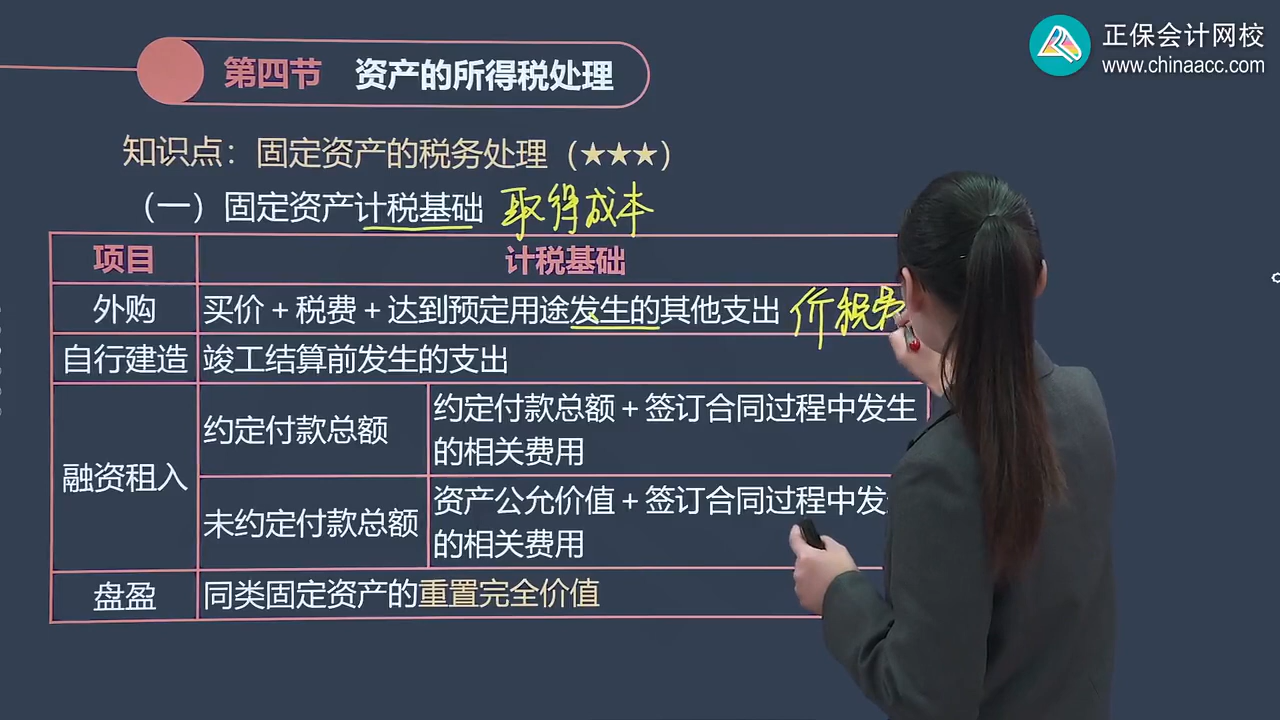 正保会计网校
www.chinaacc.com
第四节 资产的所得税处理
知识点：固定资产的税务处理（★★★）
（一）固定资产计税基础 取得成本
项目 计税基础
外购 买价＋税费＋达到预定用途发生的其他支出 价税费
自行建造 竣工结算前发生的支出
融资租入 约定付款总额 约定付款总额＋签订合同过程中发生
的相关费用
未约定付款总额 资产公允价值＋签订合同过程中发
的相关费用
盘盈 同类固定资产的重置完全价值